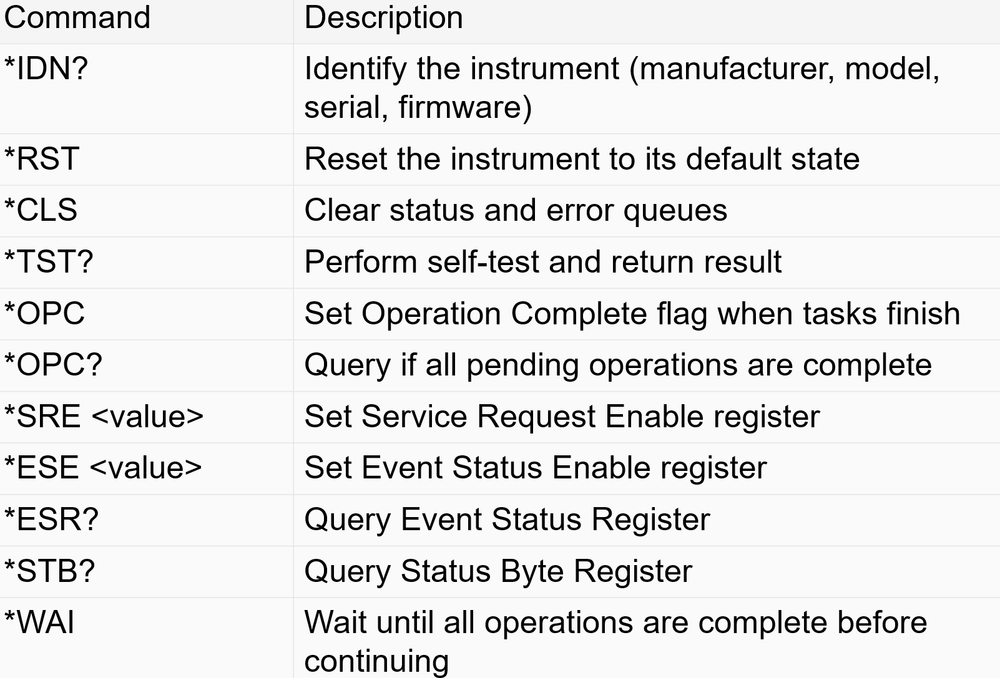 Command Description
*IDN? Identify the instrument (manufacturer, model,
serial, firmware)
*RST Reset the instrument to its default state
*CLS Clear status and error queues
*TST? Perform self-test and return result
*OPC Set Operation Complete flag when tasks finish
*OPC? Query if all pending operations are complete
*SRE <value> Set Service Request Enable register
*ESE <value> Set Event Status Enable register
*ESR? Query Event Status Register
*STB? Query Status Byte Register
*WAI Wait until all operations are complete before
continuing